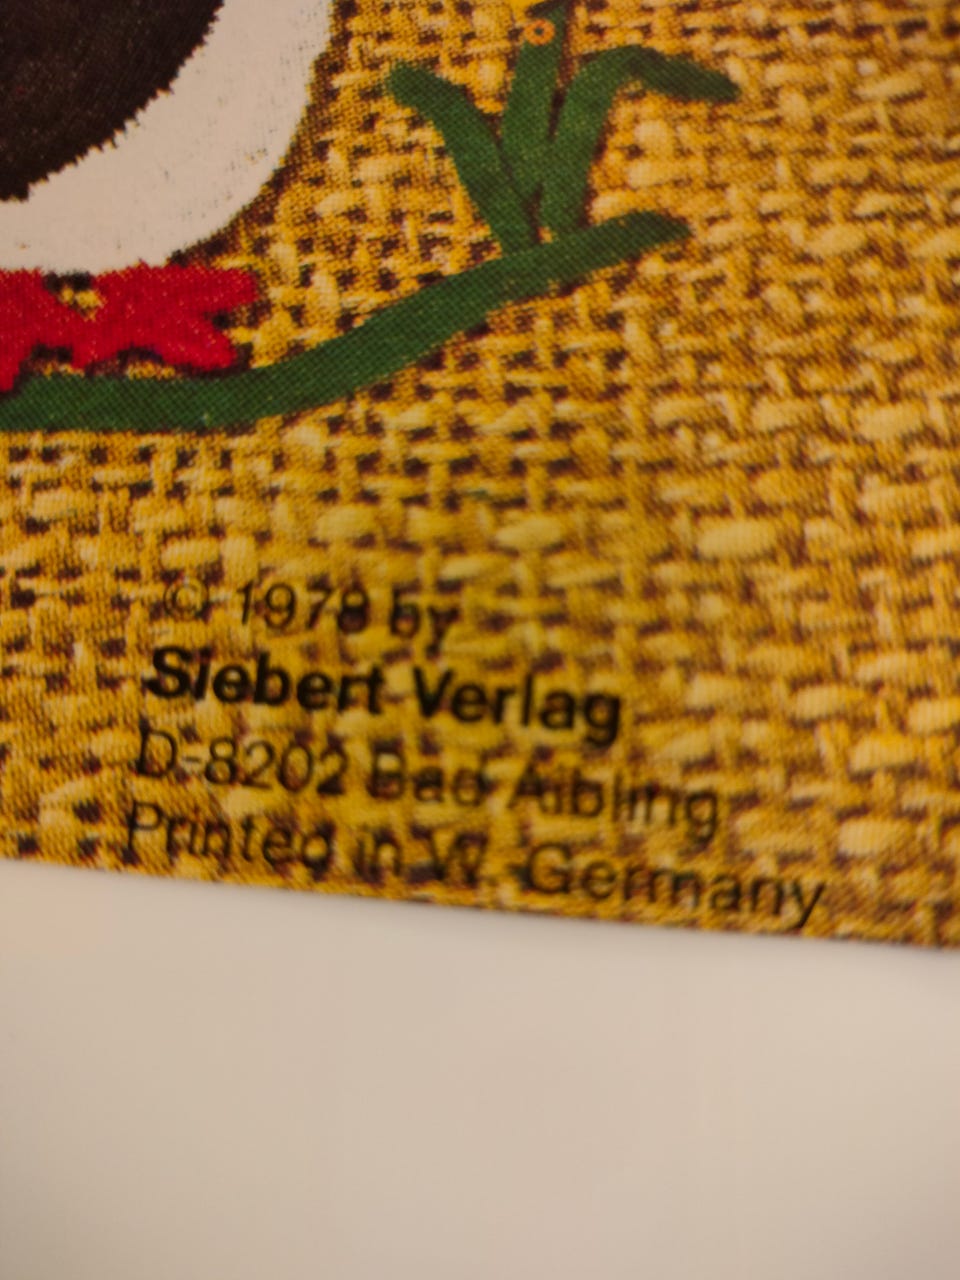 © 1978 by
Siebert Verlag
D-8202 Bad Aibling
Printed in W.-Germany